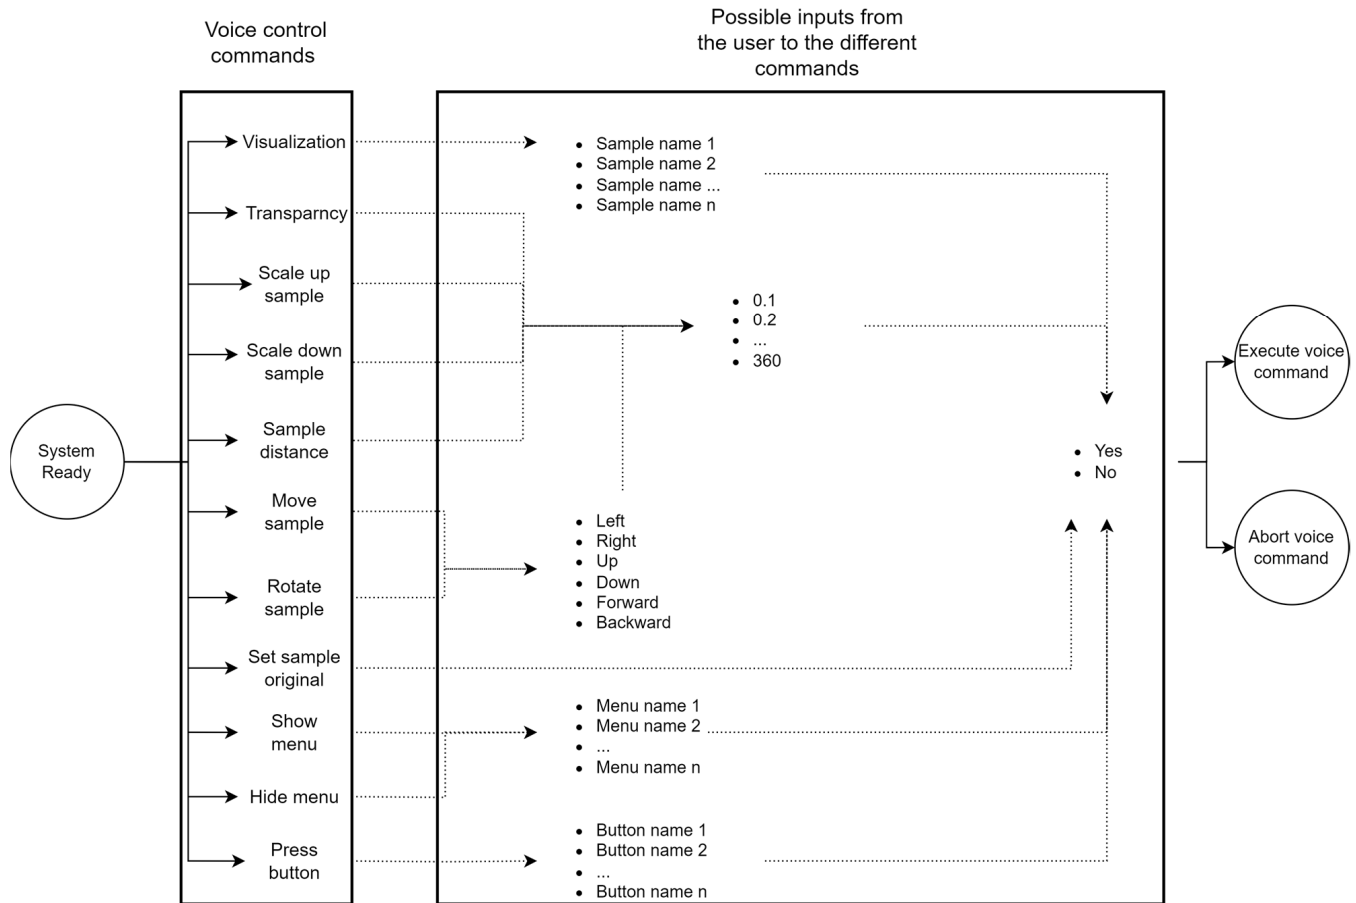 Voice control
commands
Possible inputs from
the user to the different
commands
System
Ready
Visualization
Transparncy
Scale up
sample
Scale down
sample
Sample
distance
Move
sample
Rotate
sample
Set sample
original
Show
menu
Hide menu
Press
button
• Sample name 1
• Sample name 2
• Sample name ...
• Sample name n
• 0.1
• 0.2
• ...
• 360
• Left
• Right
• Up
• Down
• Forward
• Backward
• Menu name 1
• Menu name 2
• ...
• Menu name n
• Button name 1
• Button name 2
• ...
• Button name n
• Yes
• No
Execute voice
command
Abort voice
command